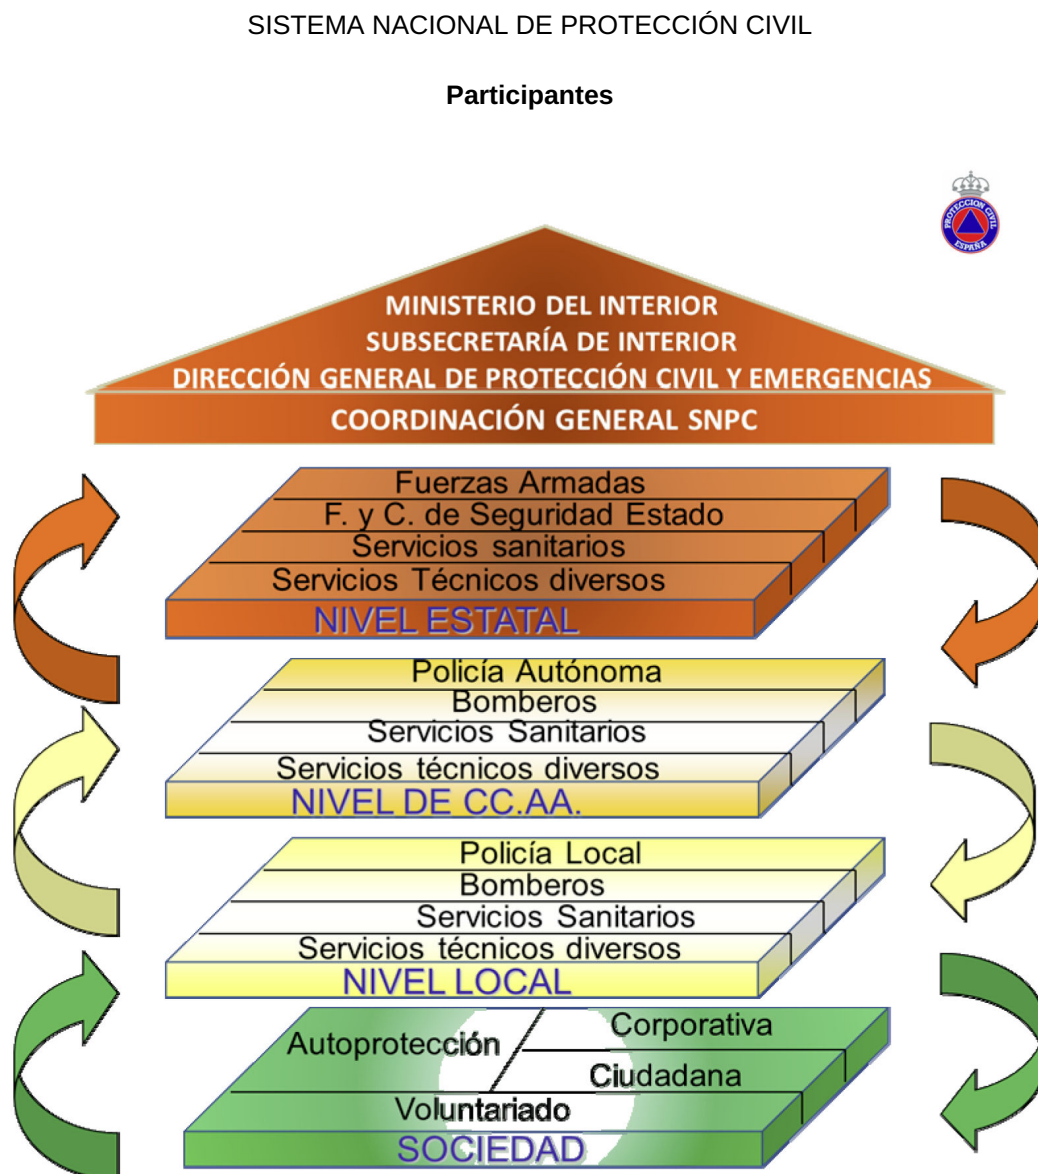 SISTEMA NACIONAL DE PROTECCIÓN CIVIL
Participantes
PROTECCION CIVIL
ESPAÑA
MINISTERIO DEL INTERIOR
SUBSECRETARÍA DE INTERIOR
DIRECCIÓN GENERAL DE PROTECCIÓN CIVIL Y EMERGENCIAS
COORDINACIÓN GENERAL SNPC
Fuerzas Armadas
F. y C. de Seguridad Estado
Servicios sanitarios
Servicios Técnicos diversos
NIVEL ESTATAL
Policía Autónoma
Bomberos
Servicios Sanitarios
Servicios técnicos diversos
NIVEL DE CC.AA.
Policía Local
Bomberos
Servicios Sanitarios
Servicios técnicos diversos
NIVEL LOCAL
Autoprotección
Corporativa
Ciudadana
Voluntariado
SOCIEDAD